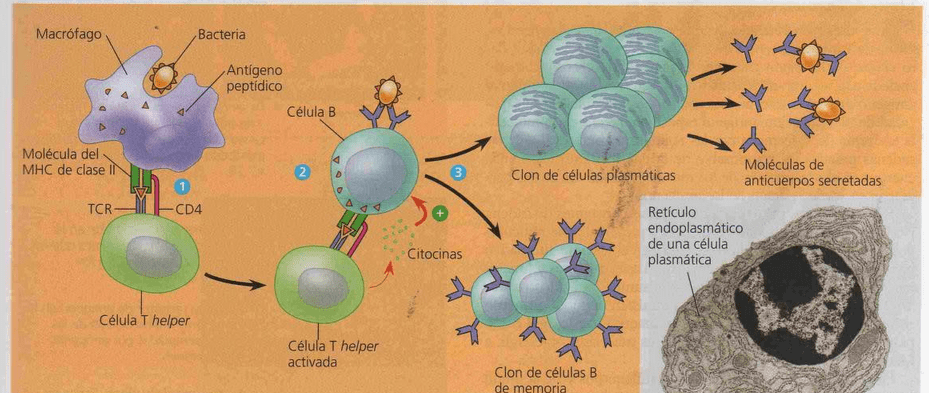 Macrófago
Bacteria
Antígeno
peptídico
Molécula del
MHC de clase II
1
TCR
CD4
Célula T helper
Célula B
2
Citocinas
+
Célula T helper
activada
3
Clon de células plasmáticas
Moléculas de
anticuerpos secretadas
Clon de células B
de memoria
Retículo
endoplasmático
de una célula
plasmática